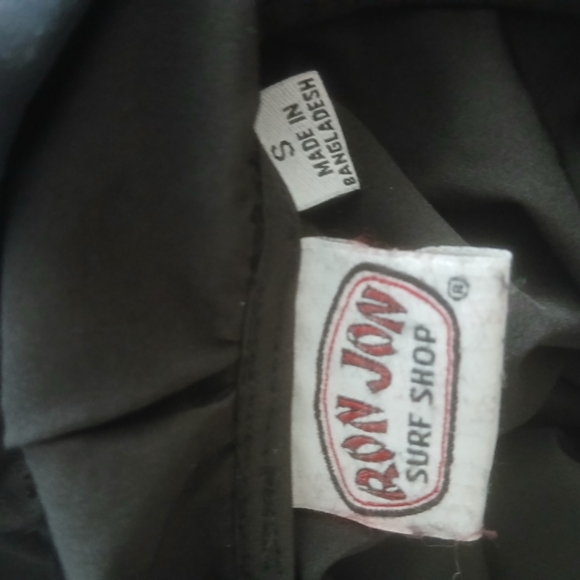 S
MADE IN
BANGLADESH
RON JON
SURF SHOP
®